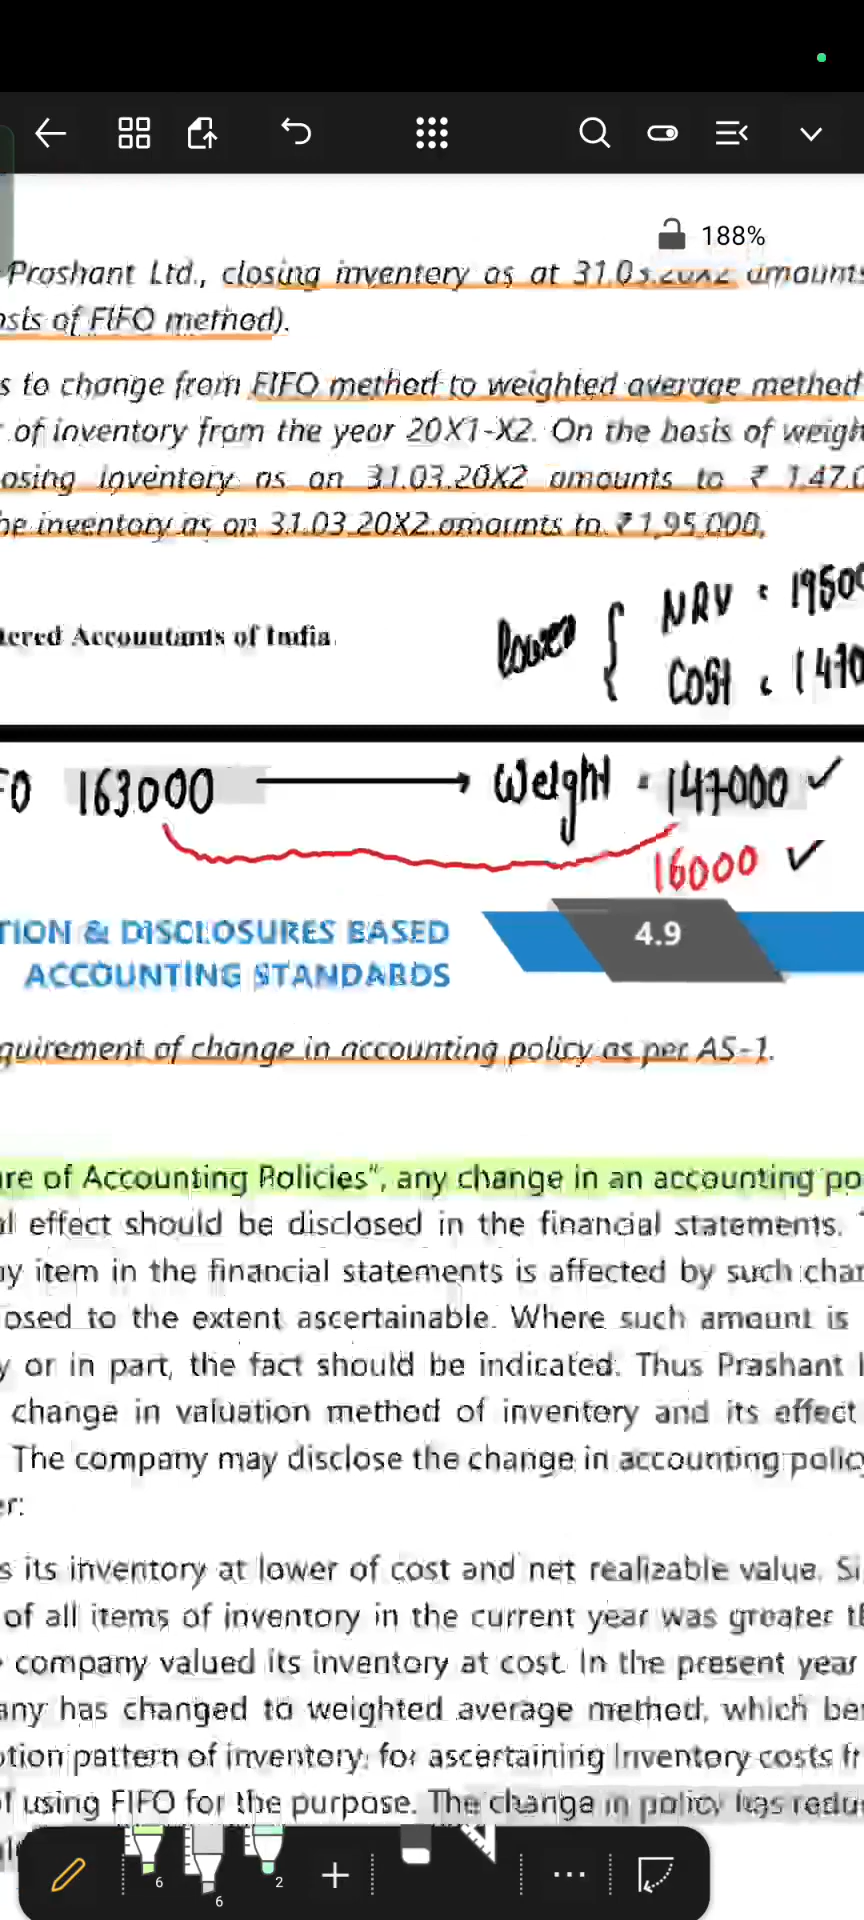 188%
Prashant Ltd., closing inventory as at 31.03.20X2 amounts
of FIFO method).
s to change from FIFO method to weighted average method
of inventory from the year 20X1-X2. On the basis of weigh
osing inventory as on 31.03.20X2 amounts to ₹ 1,47,0
he inventory as on 31.03.20X2 amounts to ₹ 1,95,000.
NRV = 19500
lower {
Cost = 1470
tered Accountants of India
FO 163000 → Weight = 147000 ✓
16000 ✓
TION & DISCLOSURES BASED
4.9
ACCOUNTING STANDARDS
quirement of change in accounting policy as per AS-1.
re of Accounting Policies", any change in an accounting po
l effect should be disclosed in the financial statements.
y item in the financial statements is affected by such chan
osed to the extent ascertainable. Where such amount is
y or in part, the fact should be indicated. Thus Prashant
change in valuation method of inventory and its effect
The company may disclose the change in accounting policy
er:
s its inventory at lower of cost and net realizable value. Si
of all items of inventory in the current year was greater th
company valued its inventory at cost. In the present year
any has changed to weighted average method, which be
ption pattern of inventory, for ascertaining inventory costs fr
f using FIFO for the purpose. The change in policy has redu
6
6
2